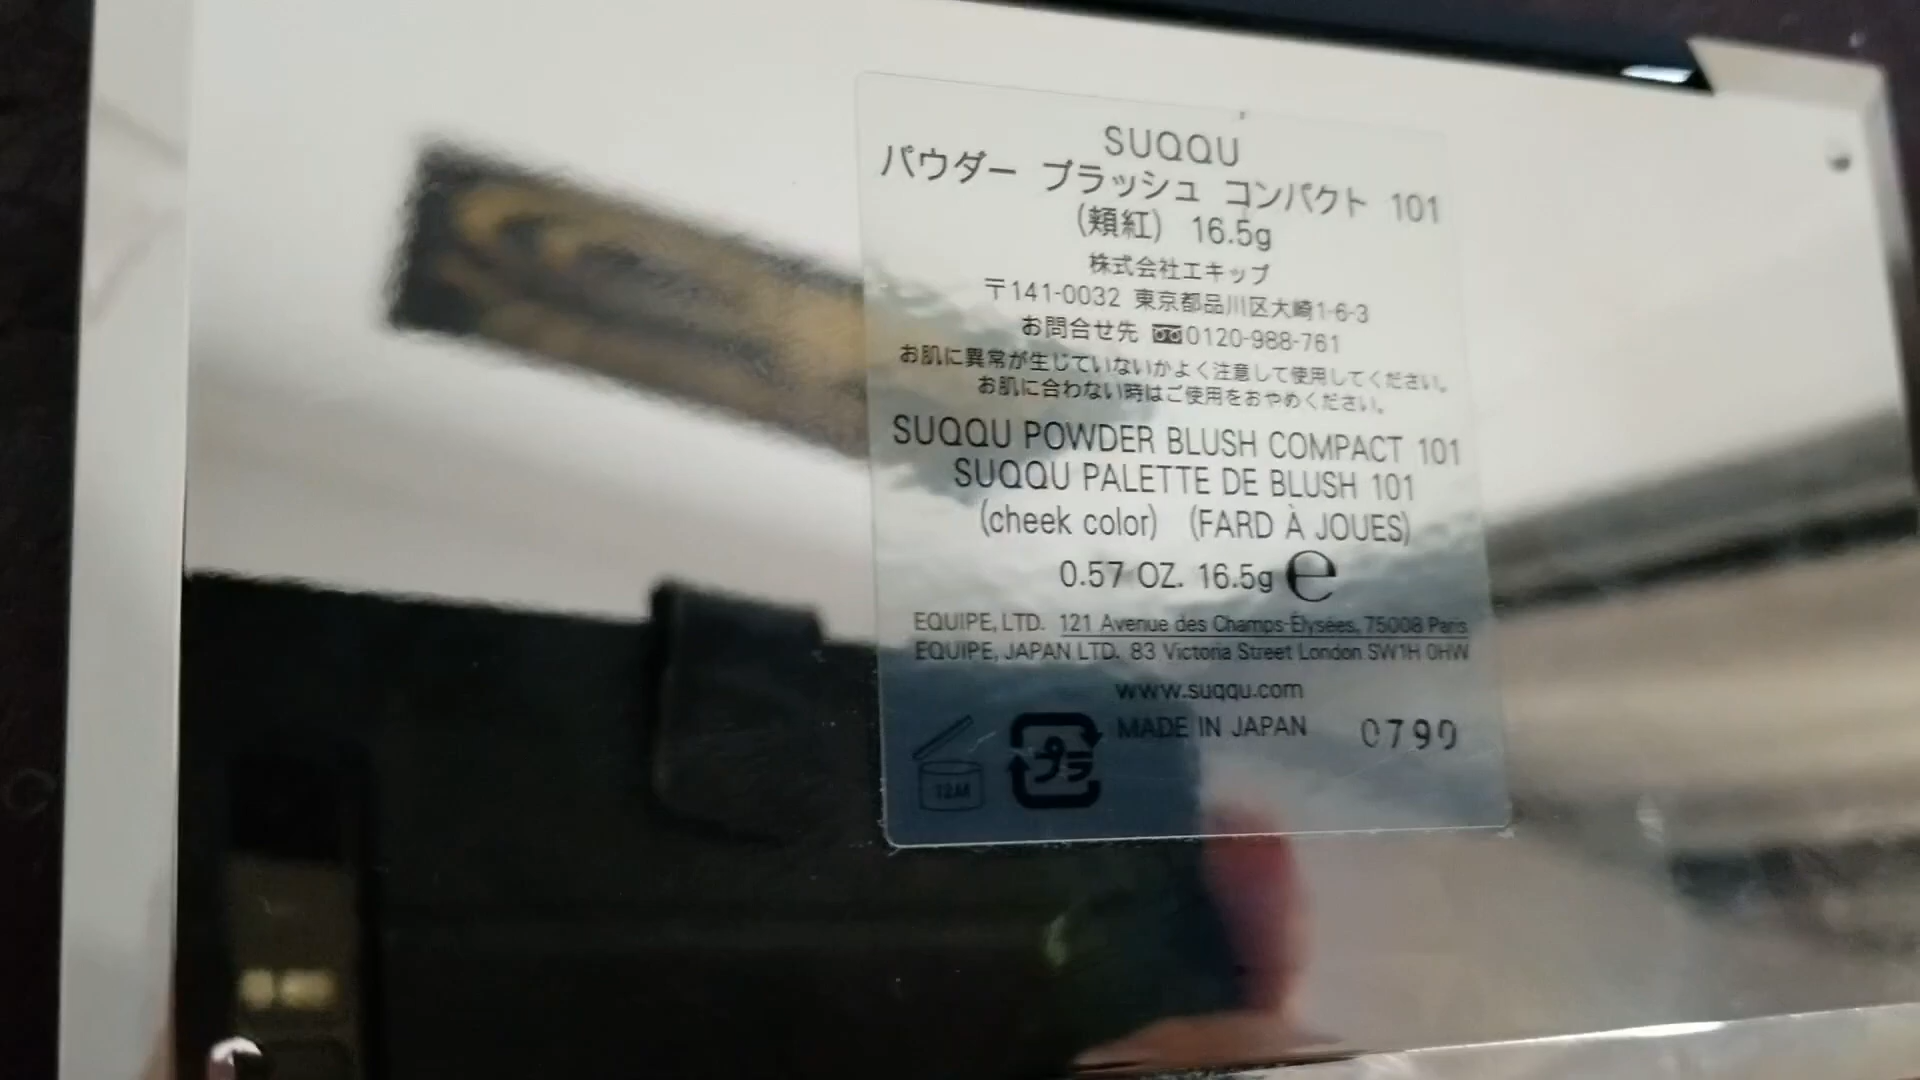 SUQQU
パウダー ブラッシュ コンパクト 101
(頬紅) 16.5g
株式会社エキップ
〒141-0032 東京都品川区大崎1-6-3
お問合せ先 0120-988-761
お肌に異常が生じていないかよく注意して使用してください。
お肌に合わない時はご使用をおやめください。
SUQQU POWDER BLUSH COMPACT 101
SUQQU PALETTE DE BLUSH 101
(cheek color) (FARD À JOUES)
0.57 OZ. 16.5g e
EQUIPE, LTD. 121 Avenue des Champs-Élysées, 75008 Paris
EQUIPE, JAPAN LTD. 83 Victoria Street London SW1H 0HW
www.suqqu.com
MADE IN JAPAN 0790
12M プラ